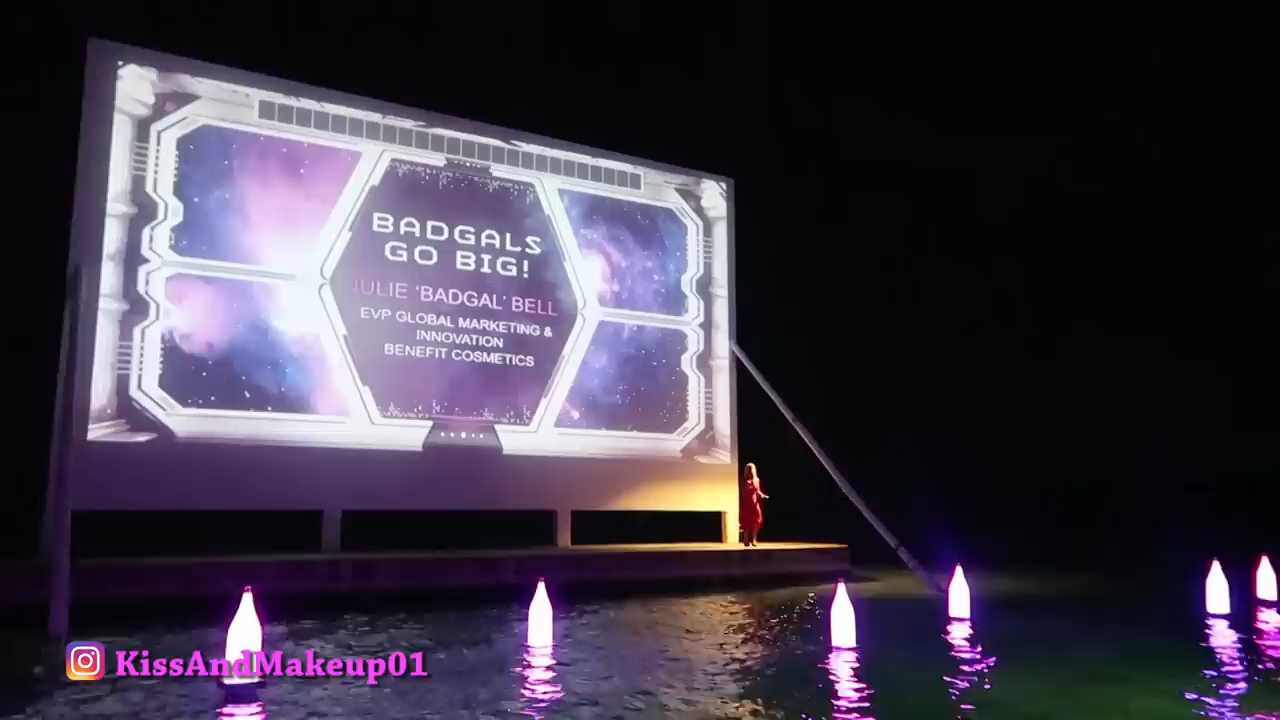 BADGALS
GO BIG!
JULIE 'BADGAL' BELL
EVP GLOBAL MARKETING &
INNOVATION
BENEFIT COSMETICS
KissAndMakeup01